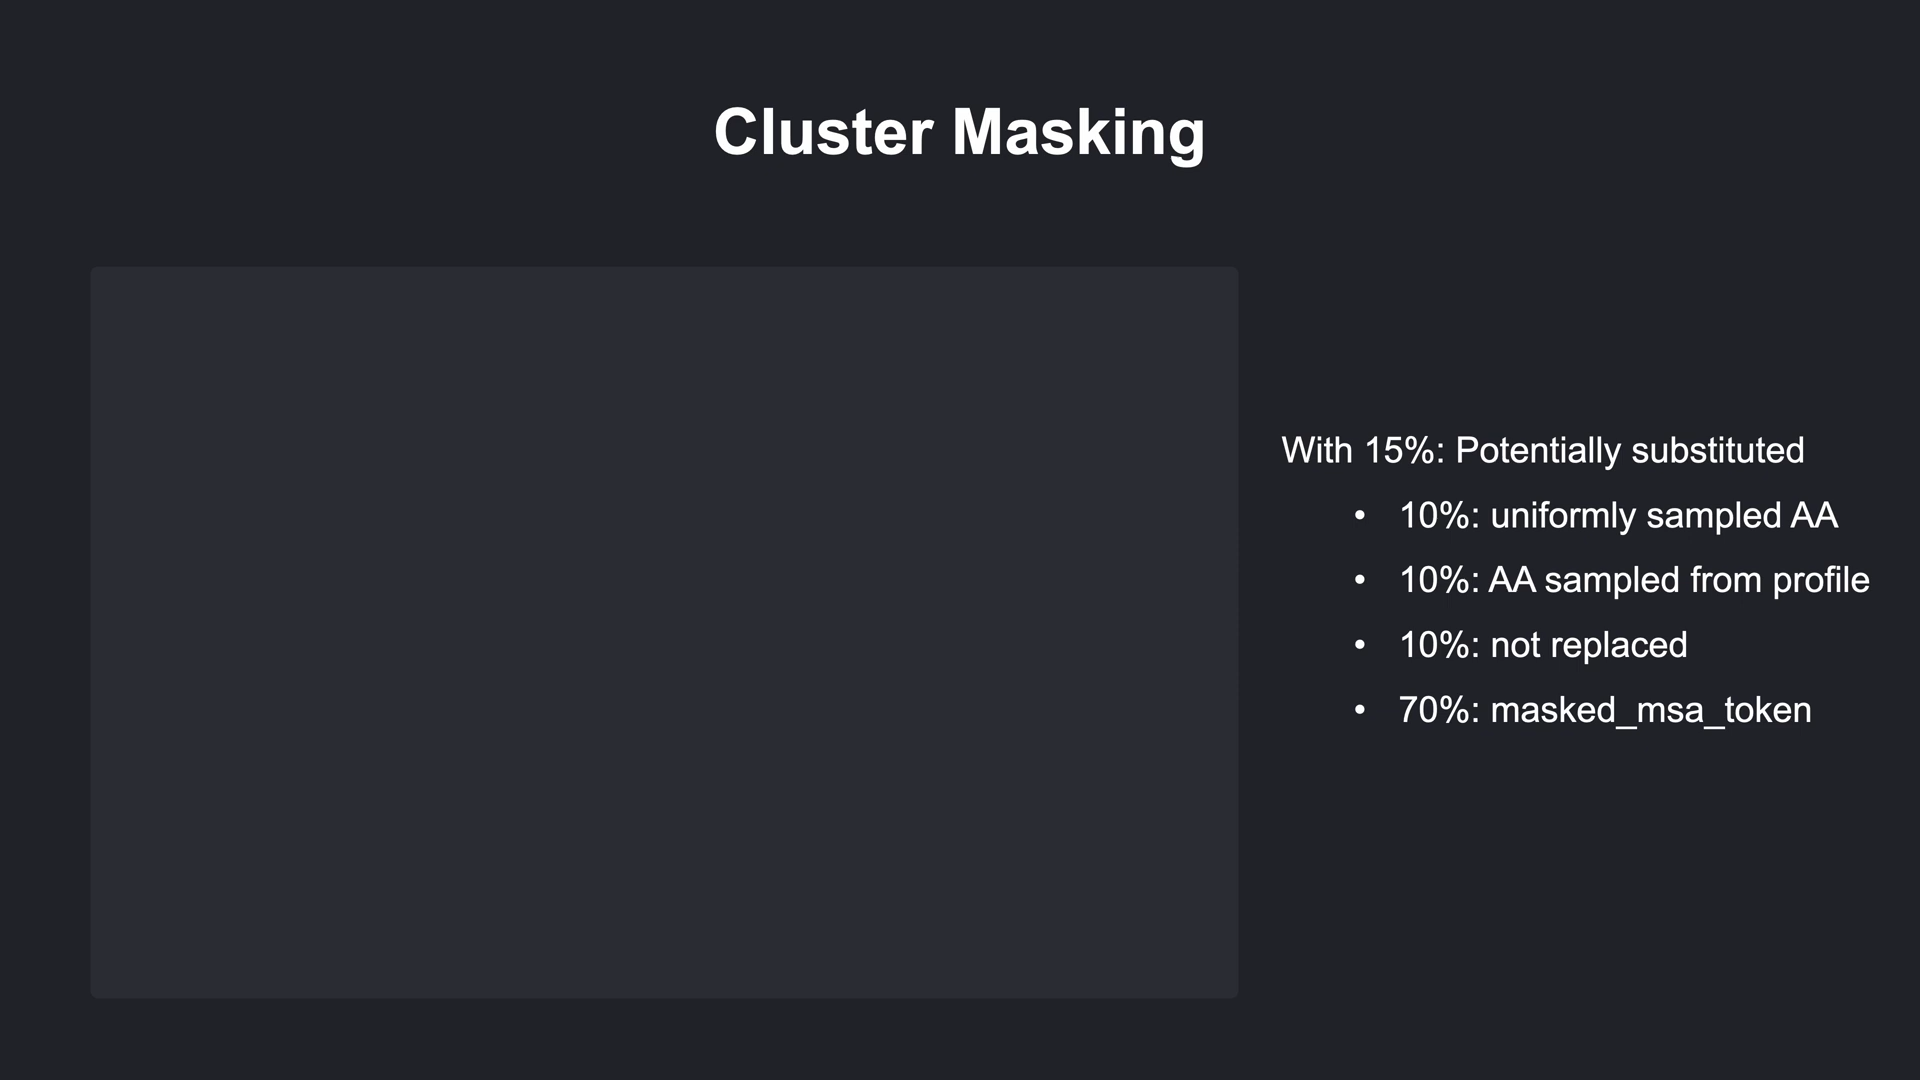 Cluster Masking
With 15%: Potentially substituted
• 10%: uniformly sampled AA
• 10%: AA sampled from profile
• 10%: not replaced
• 70%: masked_msa_token